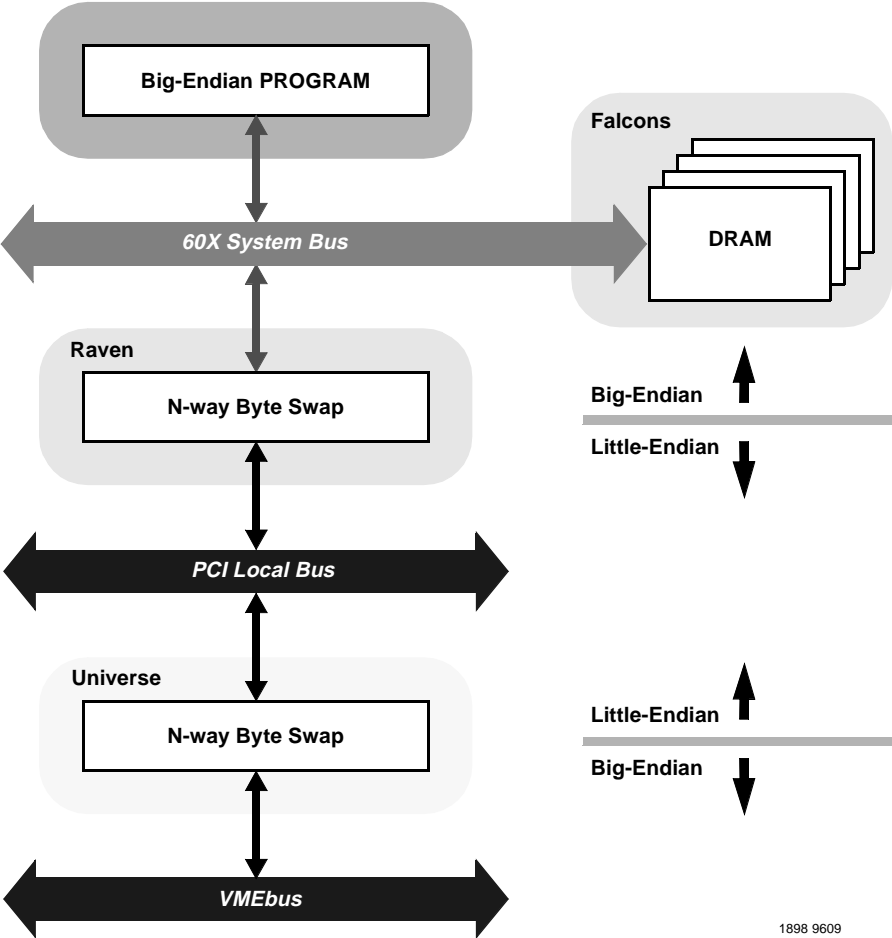 Big-Endian PROGRAM
Falcons
DRAM
60X System Bus
Raven
N-way Byte Swap
Big-Endian
Little-Endian
PCI Local Bus
Universe
N-way Byte Swap
Little-Endian
Big-Endian
VMEbus
1898 9609